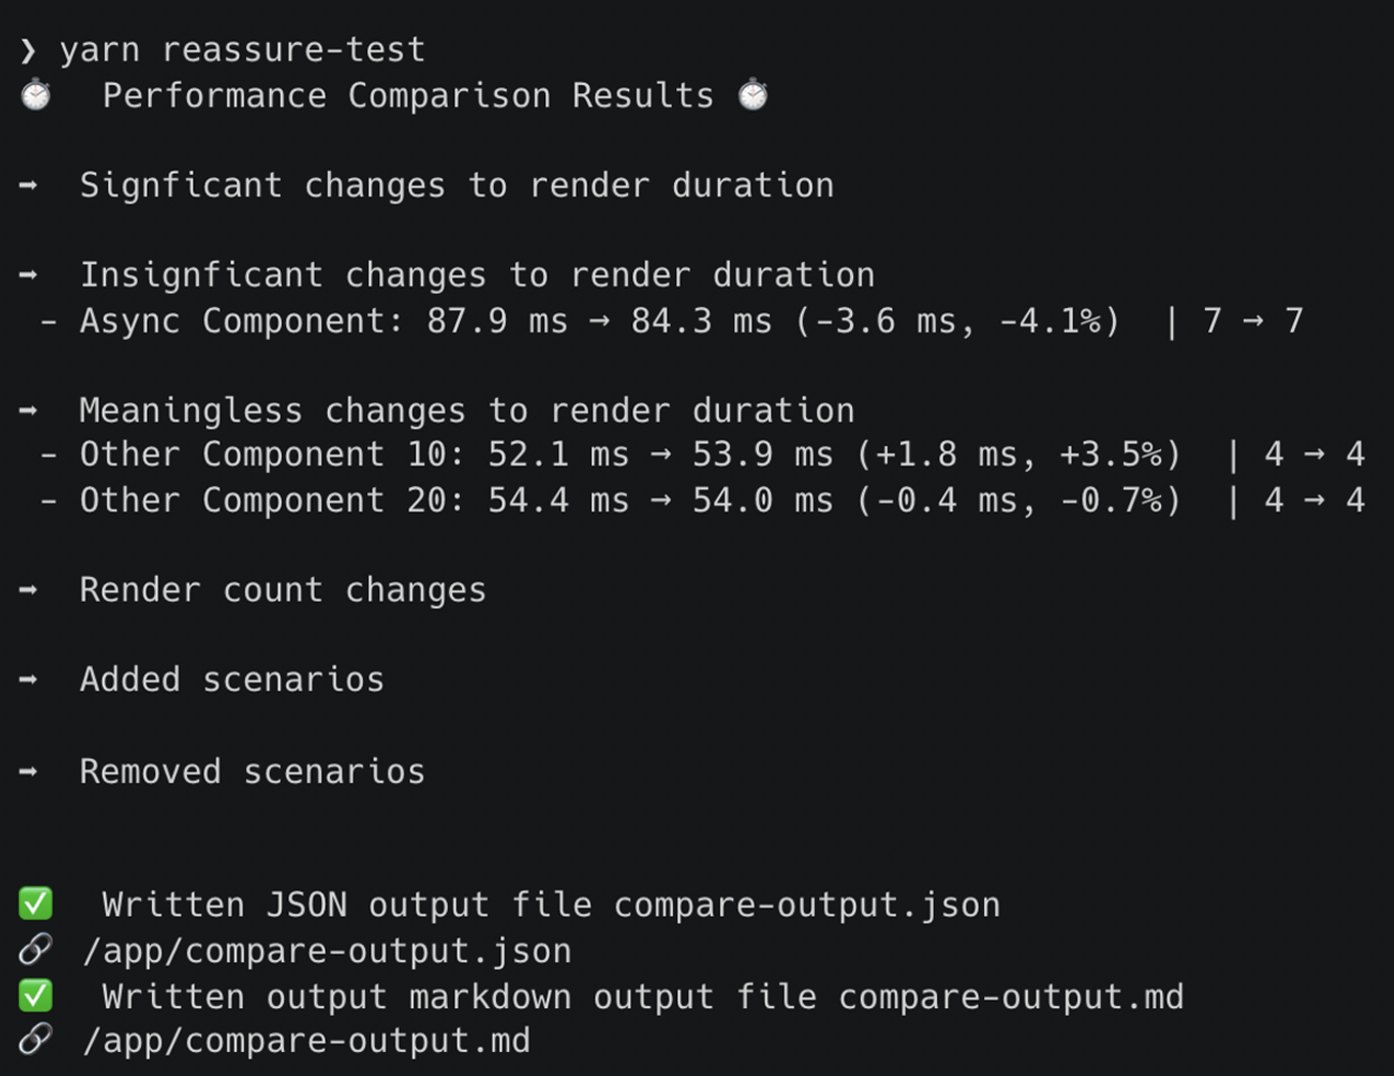 ❯ yarn reassure-test
⏱ Performance Comparison Results ⏱
➡ Signficant changes to render duration
➡ Insignficant changes to render duration
- Async Component: 87.9 ms → 84.3 ms (-3.6 ms, -4.1%) | 7 → 7
➡ Meaningless changes to render duration
- Other Component 10: 52.1 ms → 53.9 ms (+1.8 ms, +3.5%) | 4 → 4
- Other Component 20: 54.4 ms → 54.0 ms (-0.4 ms, -0.7%) | 4 → 4
➡ Render count changes
➡ Added scenarios
➡ Removed scenarios
✅ Written JSON output file compare-output.json
🔗 /app/compare-output.json
✅ Written output markdown output file compare-output.md
🔗 /app/compare-output.md